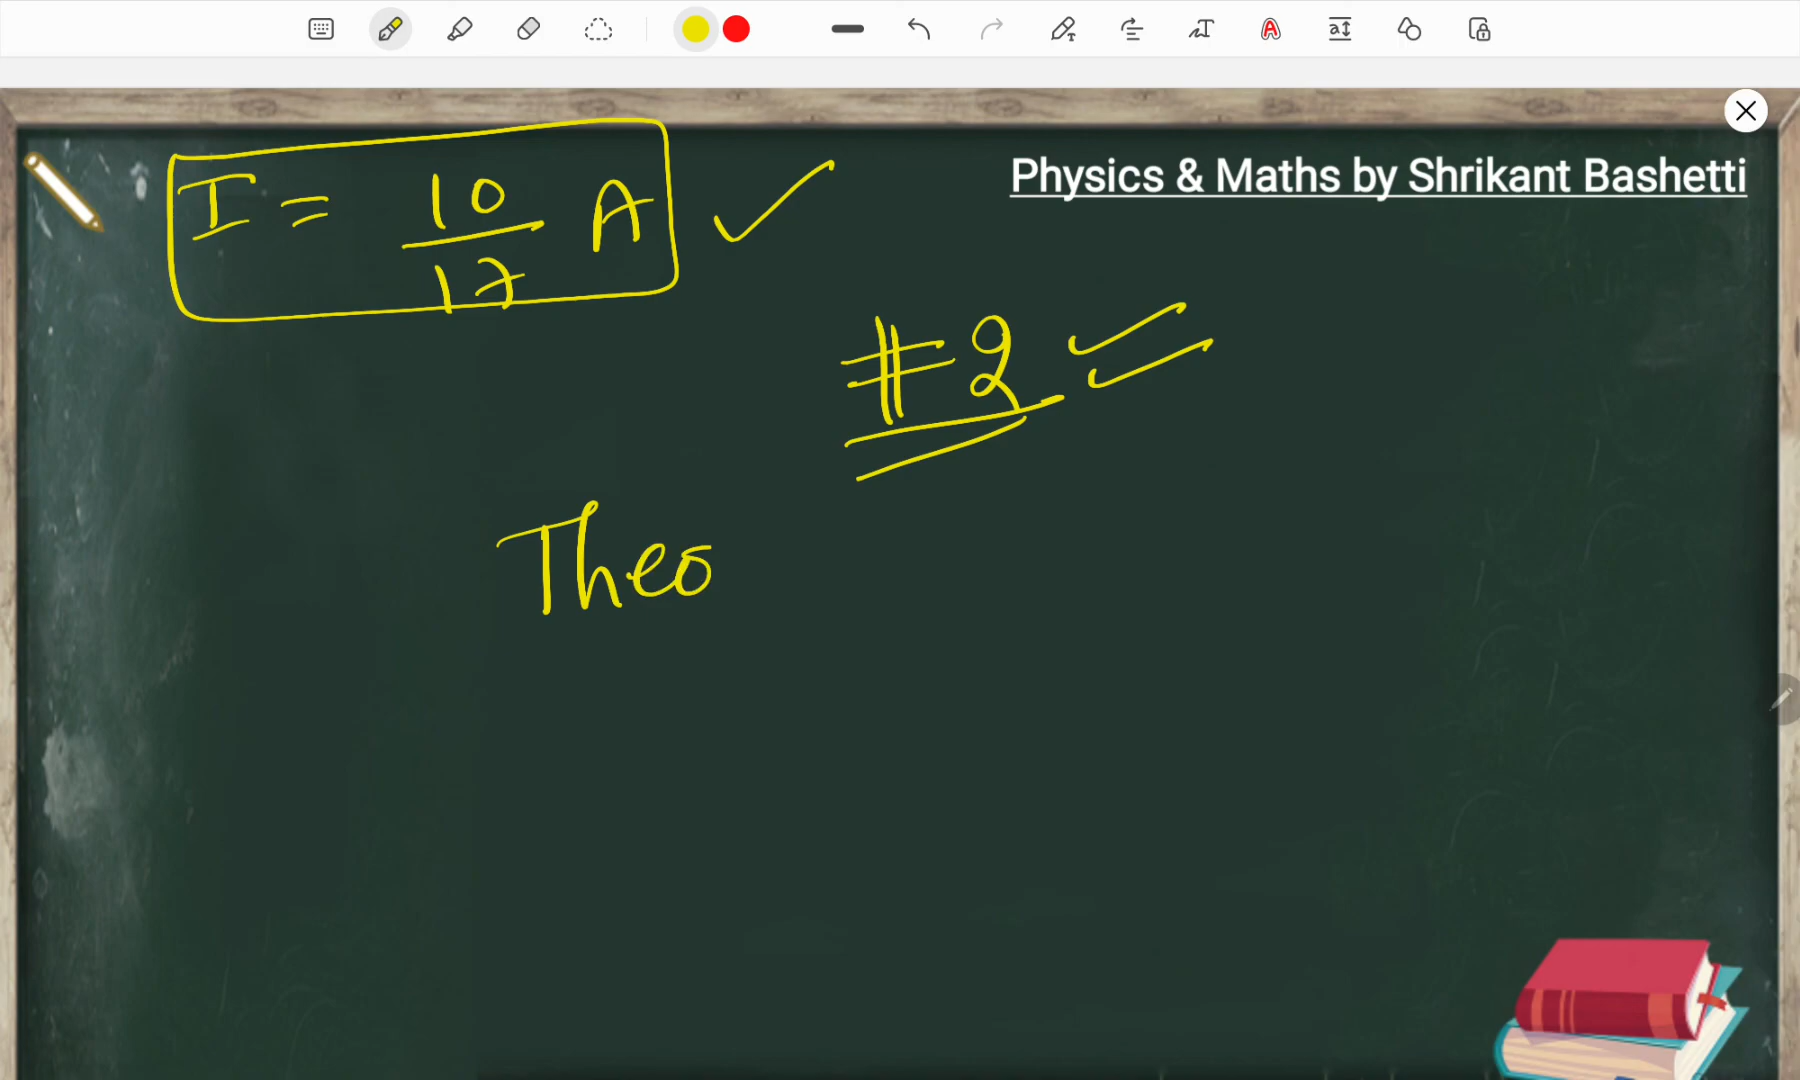 Physics & Maths by Shrikant Bashetti
I = 10/17 A
#2
Theo